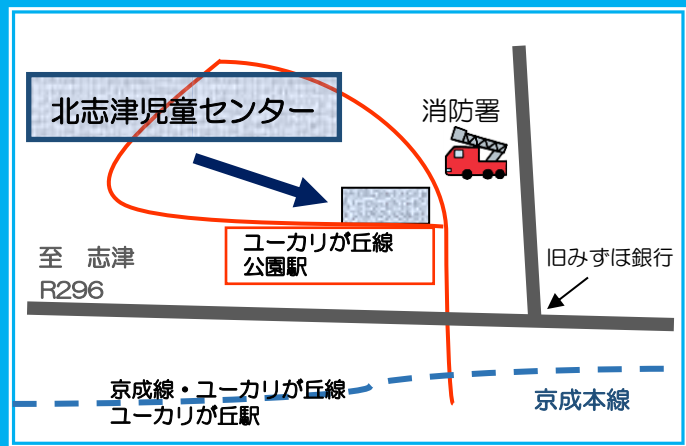 北志津児童センター
消防署
ユーカリが丘線
公園駅
至　志津
R296
旧みずほ銀行
京成線・ユーカリが丘線
ユーカリが丘駅
京成本線